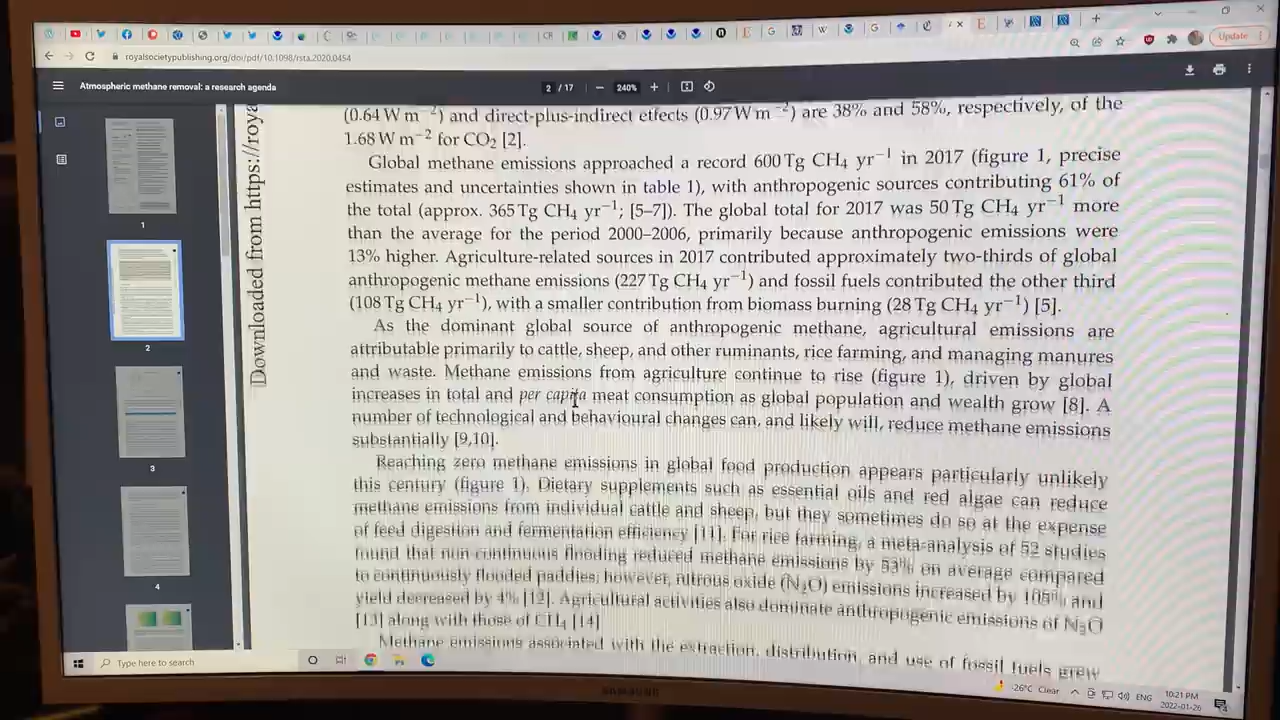 Update
royalsocietypublishing.org/doi/pdf/10.1098/rsta.2020.0454
Atmospheric methane removal: a research agenda
2 / 17
240%
Downloaded from https://roya
1
2
3
4
(0.64 W m−2) and direct-plus-indirect effects (0.97 W m−2) are 38% and 58%, respectively, of the
1.68 W m−2 for CO2 [2].
Global methane emissions approached a record 600 Tg CH4 yr−1 in 2017 (figure 1, precise
estimates and uncertainties shown in table 1), with anthropogenic sources contributing 61% of
the total (approx. 365 Tg CH4 yr−1; [5–7]). The global total for 2017 was 50 Tg CH4 yr−1 more
than the average for the period 2000–2006, primarily because anthropogenic emissions were
13% higher. Agriculture-related sources in 2017 contributed approximately two-thirds of global
anthropogenic methane emissions (227 Tg CH4 yr−1) and fossil fuels contributed the other third
(108 Tg CH4 yr−1), with a smaller contribution from biomass burning (28 Tg CH4 yr−1) [5].
As the dominant global source of anthropogenic methane, agricultural emissions are
attributable primarily to cattle, sheep, and other ruminants, rice farming, and managing manures
and waste. Methane emissions from agriculture continue to rise (figure 1), driven by global
increases in total and per capita meat consumption as global population and wealth grow [8]. A
number of technological and behavioural changes can, and likely will, reduce methane emissions
substantially [9,10].
Reaching zero methane emissions in global food production appears particularly unlikely
this century (figure 1). Dietary supplements such as essential oils and red algae can reduce
methane emissions from individual cattle and sheep, but they sometimes do so at the expense
of feed digestion and fermentation efficiency [11]. For rice farming, a meta-analysis of 52 studies
found that non-continuous flooding reduced methane emissions by 53% on average compared
to continuously flooded paddies; however, nitrous oxide (N2O) emissions increased by 105% and
yield decreased by 4% [12]. Agricultural activities also dominate anthropogenic emissions of N2O
[13] along with those of CH4 [14]
Methane emissions associated with the extraction, distribution, and use of fossil fuels grew
Type here to search
-26°C Clear
ENG
10:21 PM
2022-01-26
SAMSUNG